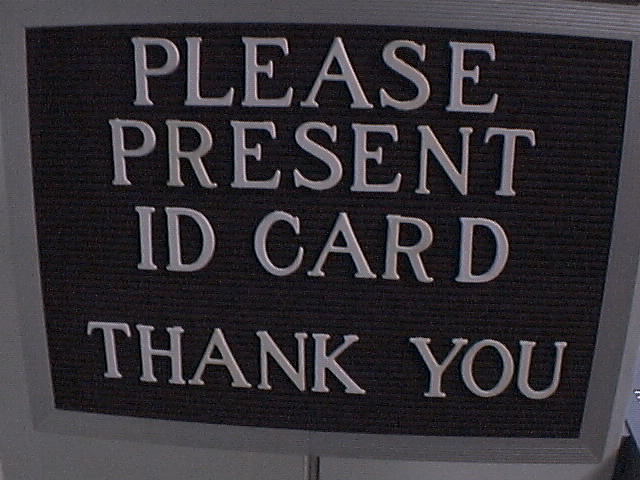 PLEASE
PRESENT
ID CARD
THANK YOU